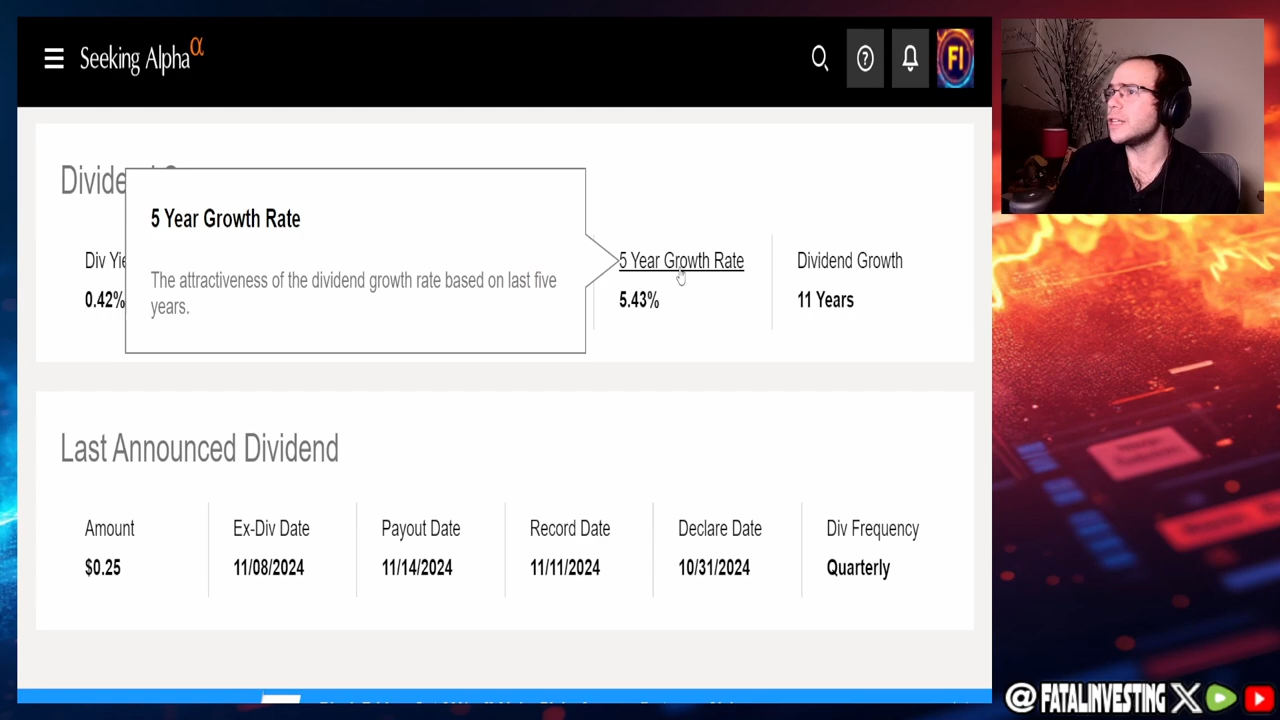 Seeking Alpha α
FI
Divide
5 Year Growth Rate
The attractiveness of the dividend growth rate based on last five
years.
Div Yie
0.42%
5 Year Growth Rate
5.43%
Dividend Growth
11 Years
Last Announced Dividend
Amount
$0.25
Ex-Div Date
11/08/2024
Payout Date
11/14/2024
Record Date
11/11/2024
Declare Date
10/31/2024
Div Frequency
Quarterly
@FATALINVESTING